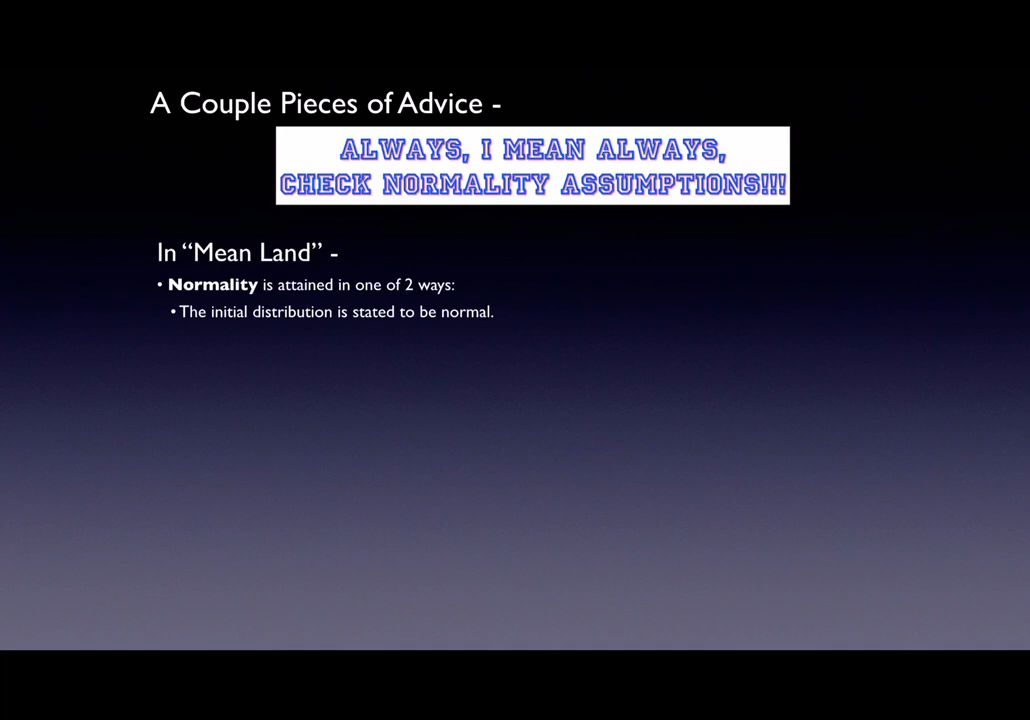 A Couple Pieces of Advice -
ALWAYS, I MEAN ALWAYS,
CHECK NORMALITY ASSUMPTIONS!!!
In “Mean Land” -
• Normality is attained in one of 2 ways:
• The initial distribution is stated to be normal.